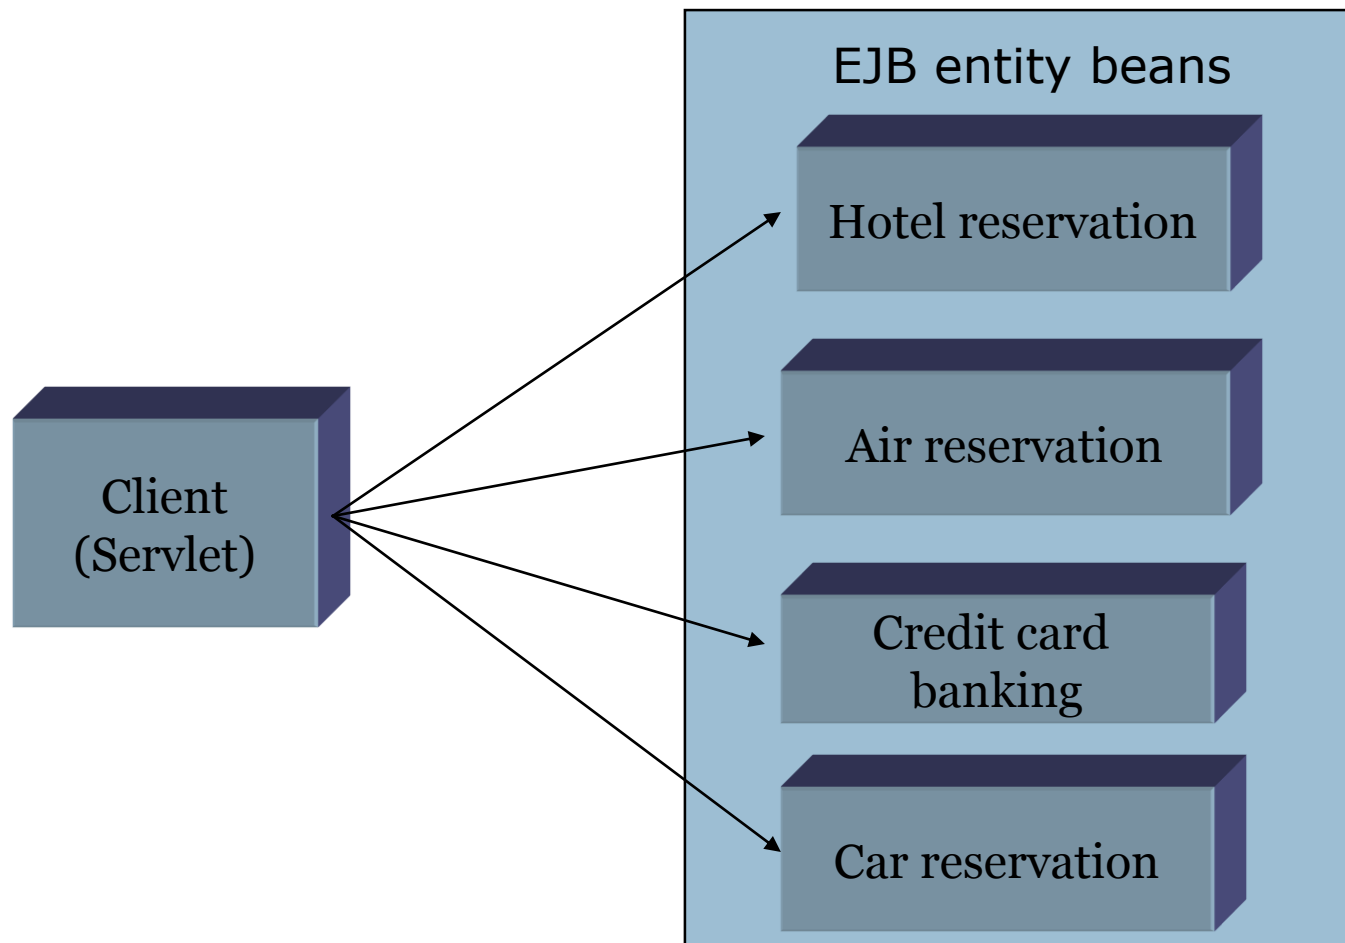 EJB entity beans
Hotel reservation
Air reservation
Client
(Servlet)
Credit card
banking
Car reservation